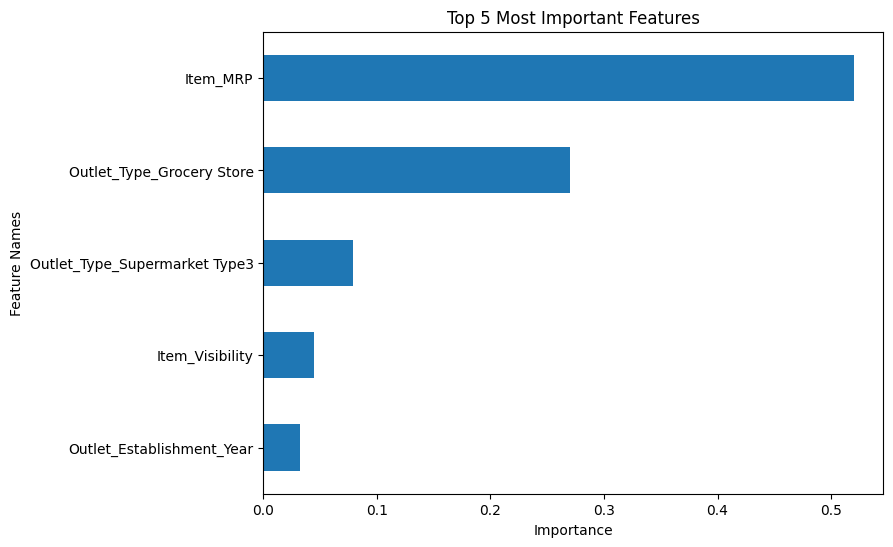 Top 5 Most Important Features
Feature Names
Item_MRP
Outlet_Type_Grocery Store
Outlet_Type_Supermarket Type3
Item_Visibility
Outlet_Establishment_Year
0.0 0.1 0.2 0.3 0.4 0.5
Importance